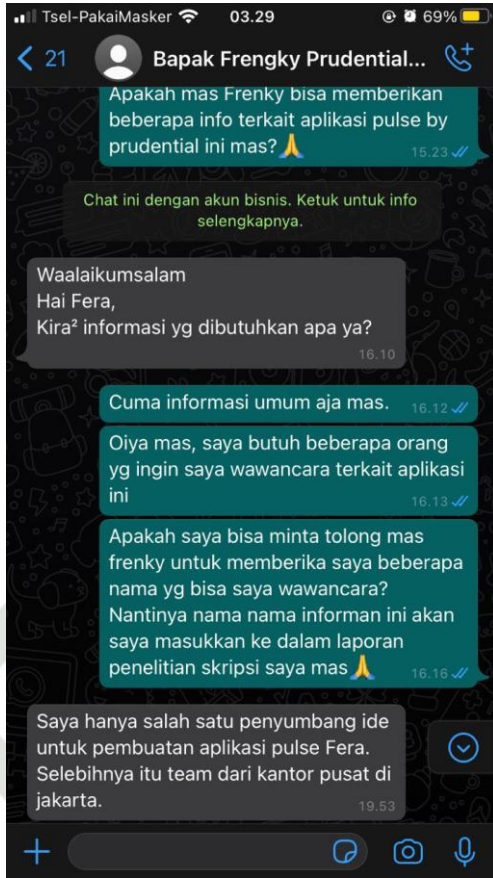 Tsel-PakaiMasker 03.29 69%
21 Bapak Frengky Prudential...
Apakah mas Frenky bisa memberikan
beberapa info terkait aplikasi pulse by
prudential ini mas?🙏
15.23
Chat ini dengan akun bisnis. Ketuk untuk info
selengkapnya.
Waalaikumsalam
Hai Fera,
Kira² informasi yg dibutuhkan apa ya?
16.10
Cuma informasi umum aja mas. 16.12
Oiya mas, saya butuh beberapa orang
yg ingin saya wawancara terkait aplikasi
ini
16.13
Apakah saya bisa minta tolong mas
frenky untuk memberika saya beberapa
nama yg bisa saya wawancara?
Nantinya nama nama informan ini akan
saya masukkan ke dalam laporan
penelitian skripsi saya mas🙏
16.16
Saya hanya salah satu penyumbang ide
untuk pembuatan aplikasi pulse Fera.
Selebihnya itu team dari kantor pusat di
jakarta.
19.53